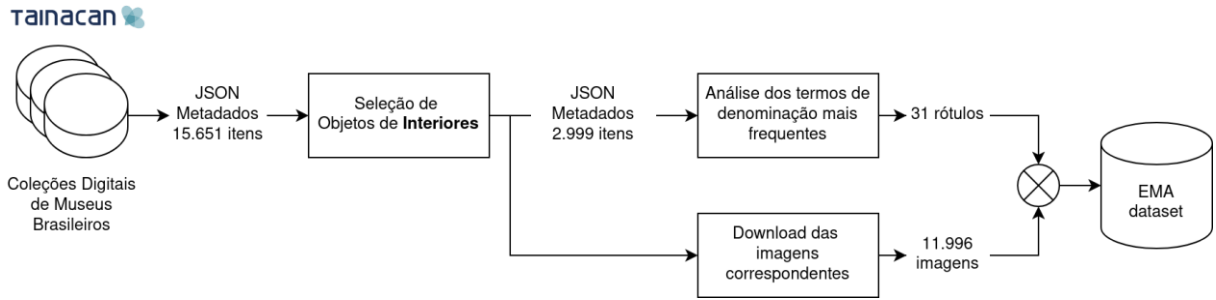 TAINACAN
Coleções Digitais
de Museus
Brasileiros
JSON
Metadados
15.651 itens
Seleção de
Objetos de Interiores
JSON
Metadados
2.999 itens
Análise dos termos de
denominação mais
frequentes
31 rótulos
Download das
imagens
correspondentes
11.996
imagens
EMA
dataset